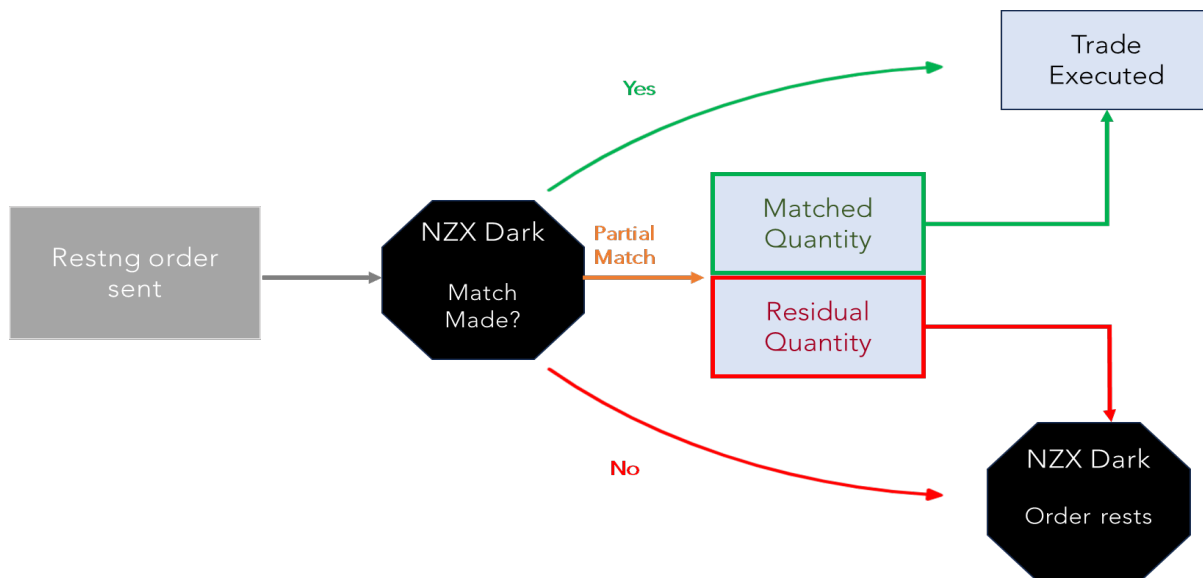 Trade
Executed
Yes
Restng order
sent
NZX Dark
Match
Made?
Partial
Match
Matched
Quantity
Residual
Quantity
No
NZX Dark
Order rests